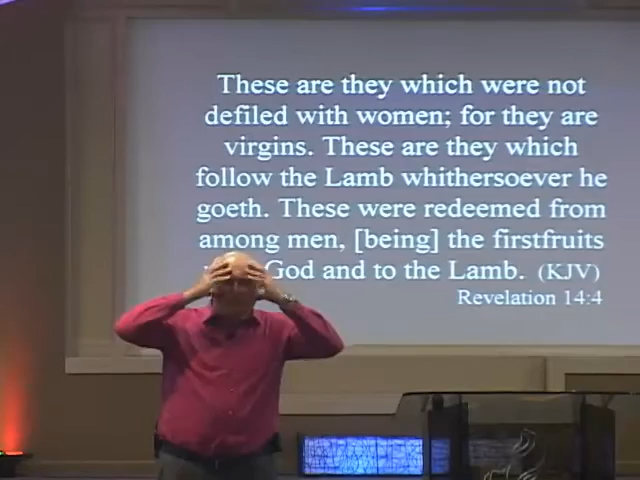 These are they which were not
defiled with women; for they are
virgins. These are they which
follow the Lamb whithersoever he
goeth. These were redeemed from
among men, [being] the firstfruits
God and to the Lamb. (KJV)
Revelation 14:4